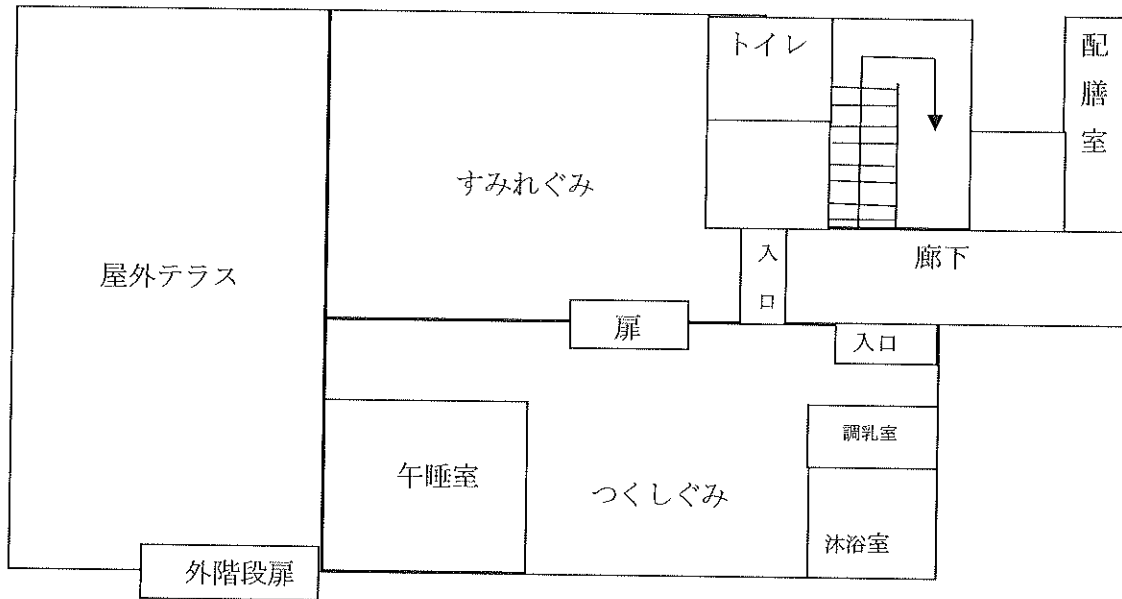 トイレ
配膳室
すみれぐみ
屋外テラス
入口
廊下
扉
入口
調乳室
午睡室
つくしぐみ
沐浴室
外階段扉